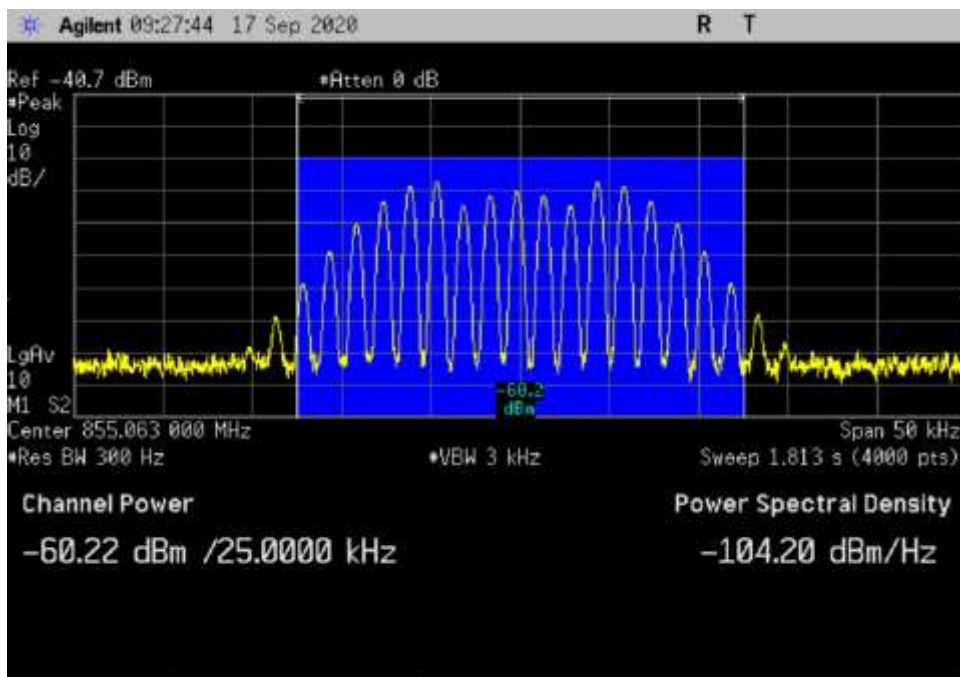 Agilent 09:27:44 17 Sep 2020 R T
Ref -40.7 dBm #Atten 0 dB
#Peak
Log
10
dB/
LgAv
10
M1 S2
-60.2
dBm
Center 855.063 000 MHz Span 50 kHz
#Res BW 300 Hz #VBW 3 kHz Sweep 1.813 s (4000 pts)
Channel Power Power Spectral Density
-60.22 dBm /25.0000 kHz -104.20 dBm/Hz